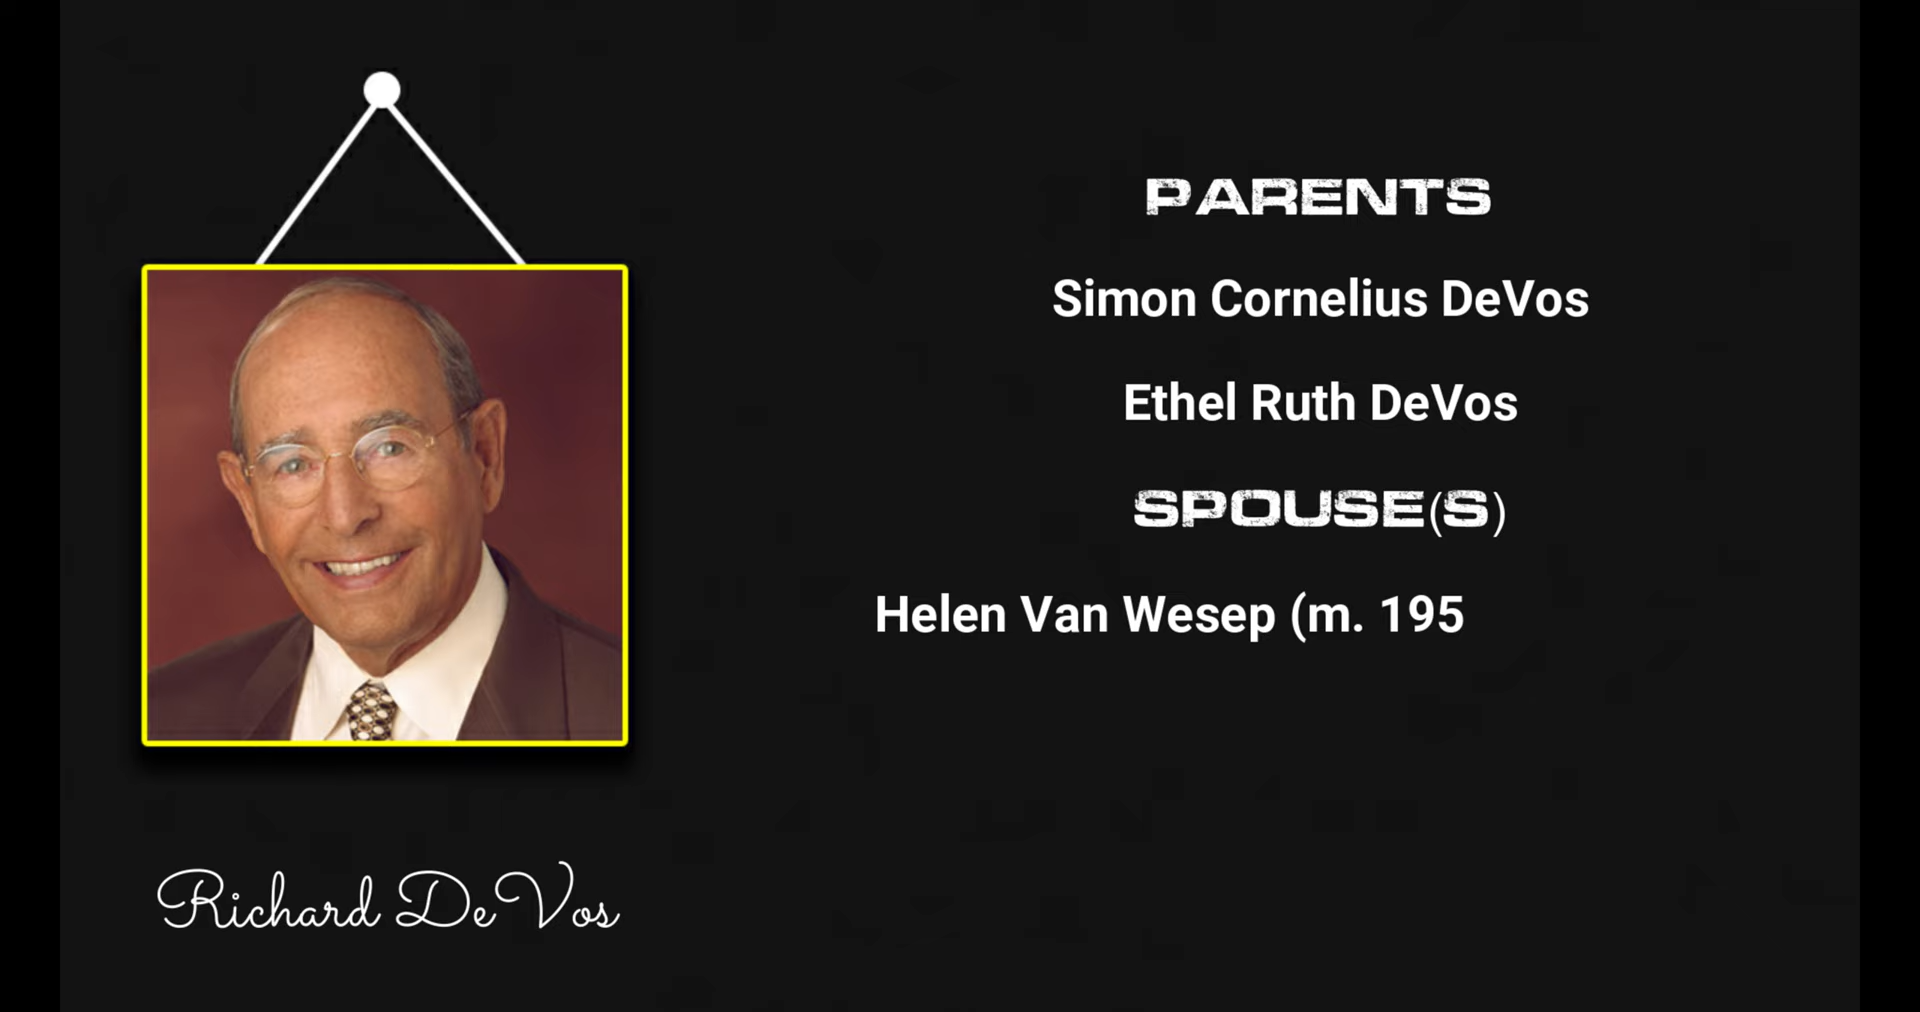 PARENTS
Simon Cornelius DeVos
Ethel Ruth DeVos
SPOUSE(S)
Helen Van Wesep (m. 195
Richard DeVos